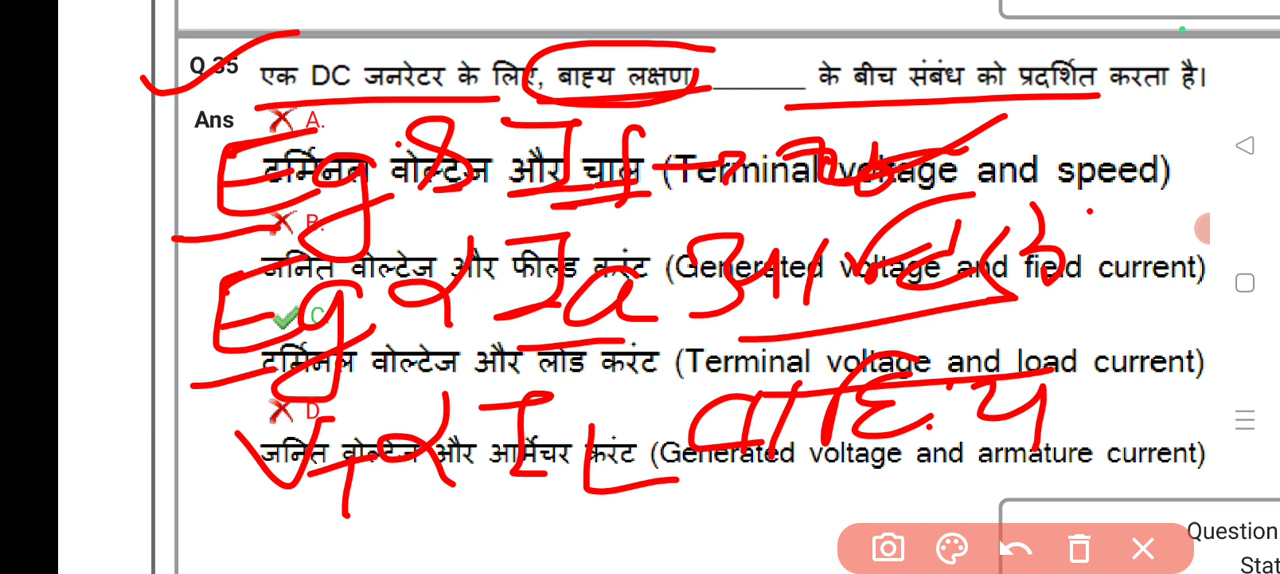 Q.35 एक DC जनरेटर के लिए, बाह्य लक्षण ______ के बीच संबंध को प्रदर्शित करता है।
Ans A.
टर्मिनल वोल्टेज और चाल (Terminal voltage and speed)
Eg & If →
B.
जनित वोल्टेज और फील्ड करंट (Generated voltage and field current)
Eg & Ia
C.
टर्मिनल वोल्टेज और लोड करंट (Terminal voltage and load current)
D.
जनित वोल्टेज और आर्मेचर करंट (Generated voltage and armature current)
VT & IL वाहिय
Question
Stat